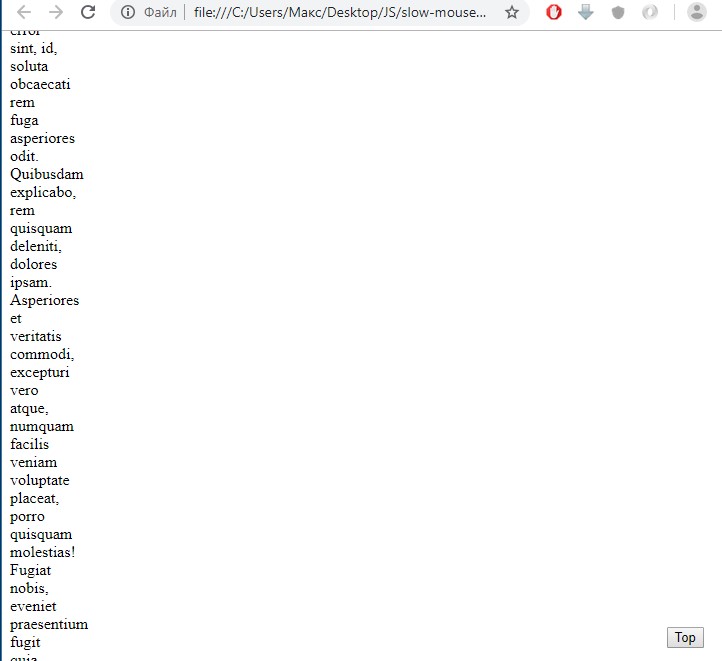 Файл
file:///C:/Users/Макс/Desktop/JS/slow-mouse...
error
sint, id,
soluta
obcaecati
rem
fuga
asperiores
odit.
Quibusdam
explicabo,
rem
quisquam
deleniti,
dolores
ipsam.
Asperiores
et
veritatis
commodi,
excepturi
vero
atque,
numquam
facilis
veniam
voluptate
placeat,
porro
quisquam
molestias!
Fugiat
nobis,
eveniet
praesentium
fugit
quia
Top